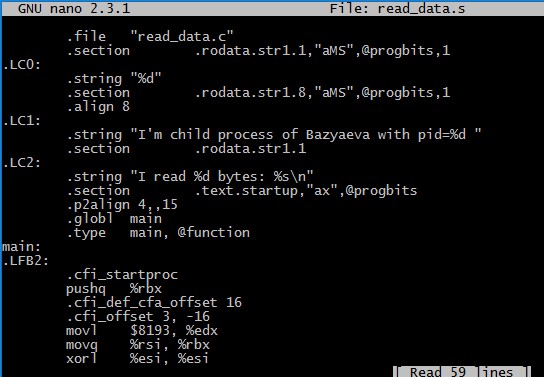 GNU nano 2.3.1 File: read_data.s
.file "read_data.c"
.section .rodata.str1.1,"aMS",@progbits,1
.LC0:
.string "%d"
.section .rodata.str1.8,"aMS",@progbits,1
.align 8
.LC1:
.string "I'm child process of Bazyaeva with pid=%d "
.section .rodata.str1.1
.LC2:
.string "I read %d bytes: %s\n"
.section .text.startup,"ax",@progbits
.p2align 4,,15
.globl main
.type main, @function
main:
.LFB2:
.cfi_startproc
pushq %rbx
.cfi_def_cfa_offset 16
.cfi_offset 3, -16
movl $8193, %edx
movq %rsi, %rbx
xorl %esi, %esi
[ Read 59 lines ]